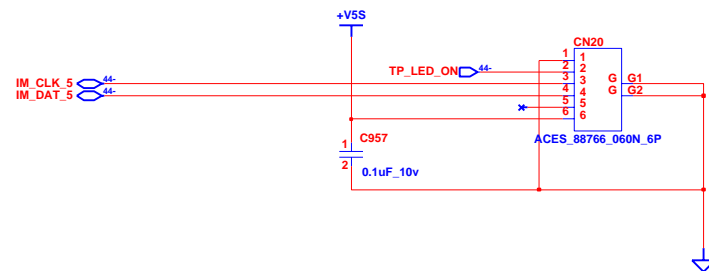 +V5S
CN20
1 1
TP_LED_ON 44- 2 2
IM_CLK_5 44- 3 3 G G1
IM_DAT_5 44- 4 4 G G2
5 5
6 6
ACES_88766_060N_6P
C957
1
2
0.1uF_10v